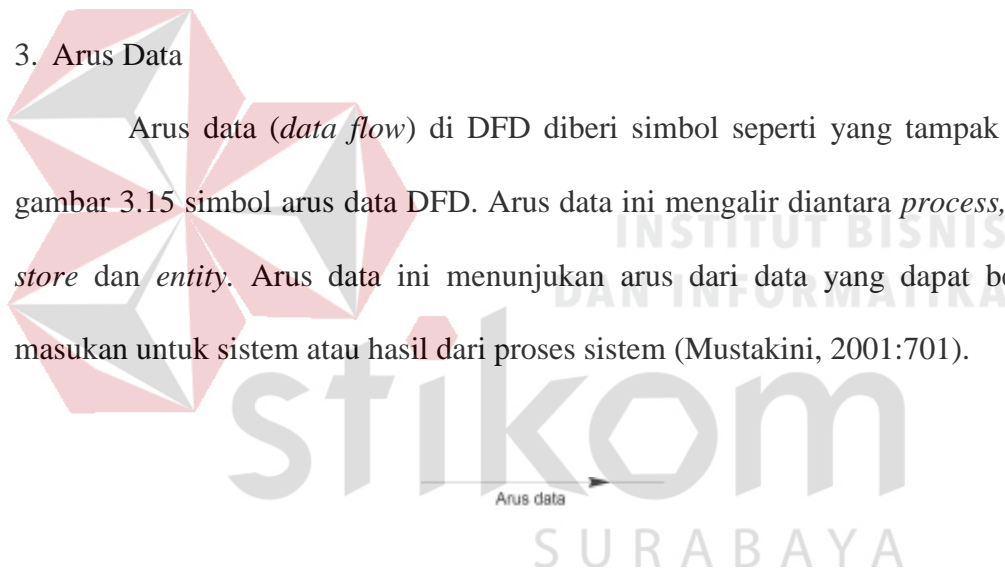 3. Arus Data
Arus data (data flow) di DFD diberi simbol seperti yang tampak
gambar 3.15 simbol arus data DFD. Arus data ini mengalir diantara process,
store dan entity. Arus data ini menunjukan arus dari data yang dapat be
masukan untuk sistem atau hasil dari proses sistem (Mustakini, 2001:701).
INSTITUT BISNIS
DAN INFORMATIKA
stikom
Arus data
SURABAYA